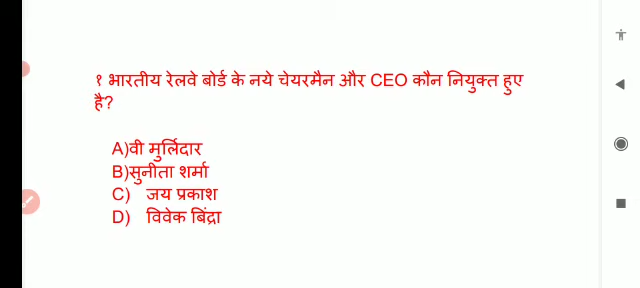 १ भारतीय रेलवे बोर्ड के नये चेयरमैन और CEO कौन नियुक्त हुए
है?
A)वी मुर्लिदार
B)सुनीता शर्मा
C) जय प्रकाश
D) विवेक बिंद्रा